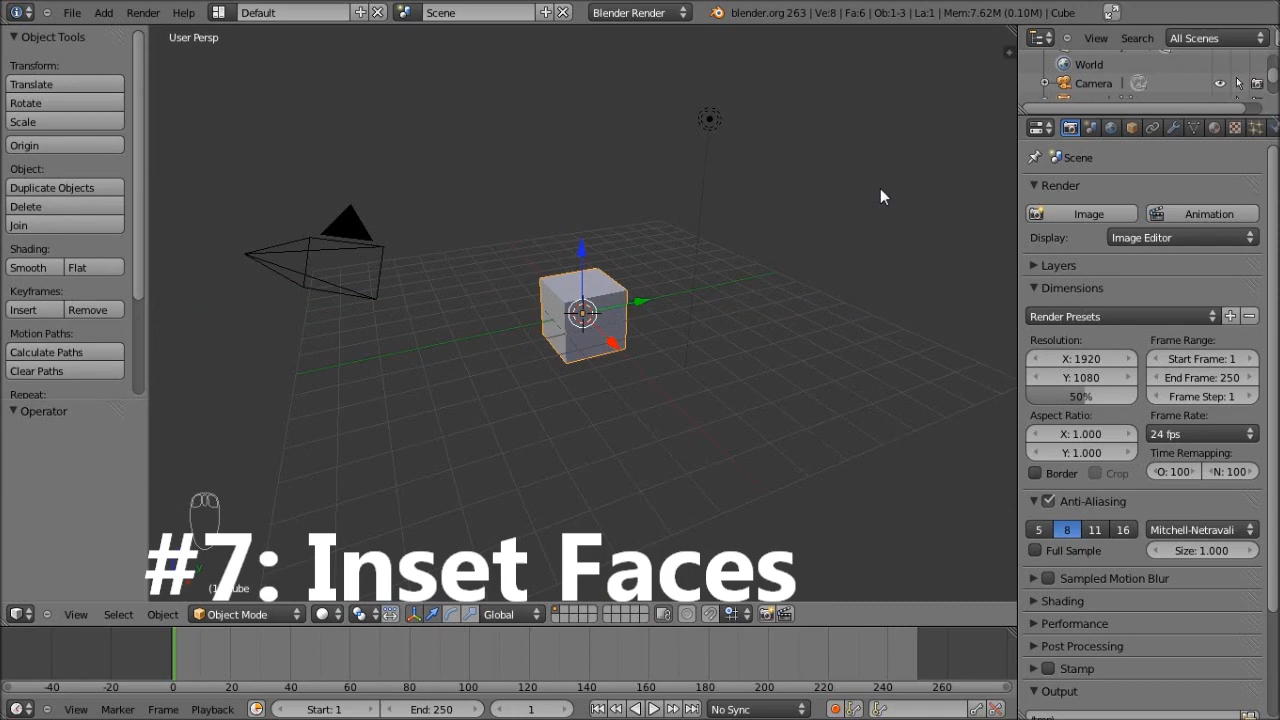 File Add Render Help Default Scene Blender Render blender.org 263 | Ve:8 | Fa:6 | Ob:1-3 | La:1 | Mem:7.62M (0.10M) | Cube
Object Tools
Transform:
Translate
Rotate
Scale
Origin
Object:
Duplicate Objects
Delete
Join
Shading:
Smooth Flat
Keyframes:
Insert Remove
Motion Paths:
Calculate Paths
Clear Paths
Repeat:
Operator
User Persp
#7: Inset Faces
(1) Cube
View Select Object Object Mode Global
-40 -20 0 20 40 60 80 100 120 140 160 180 200 220 240 260
View Marker Frame Playback Start: 1 End: 250 1 No Sync
View Search All Scenes
World
Camera
Scene
Render
Image Animation
Display: Image Editor
Layers
Dimensions
Render Presets
Resolution: Frame Range:
X: 1920 Start Frame: 1
Y: 1080 End Frame: 250
50% Frame Step: 1
Aspect Ratio: Frame Rate:
X: 1.000 24 fps
Y: 1.000 Time Remapping:
Border Crop O: 100 N: 100
Anti-Aliasing
5 8 11 16 Mitchell-Netravali
Full Sample Size: 1.000
Sampled Motion Blur
Shading
Performance
Post Processing
Stamp
Output